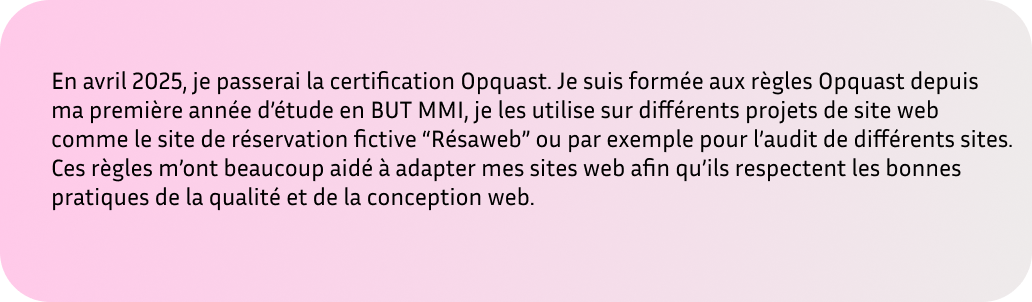 En avril 2025, je passerai la certification Opquast. Je suis formée aux règles Opquast depuis
ma première année d’étude en BUT MMI, je les utilise sur différents projets de site web
comme le site de réservation fictive “Résaweb” ou par exemple pour l’audit de différents sites.
Ces règles m’ont beaucoup aidé à adapter mes sites web afin qu’ils respectent les bonnes
pratiques de la qualité et de la conception web.